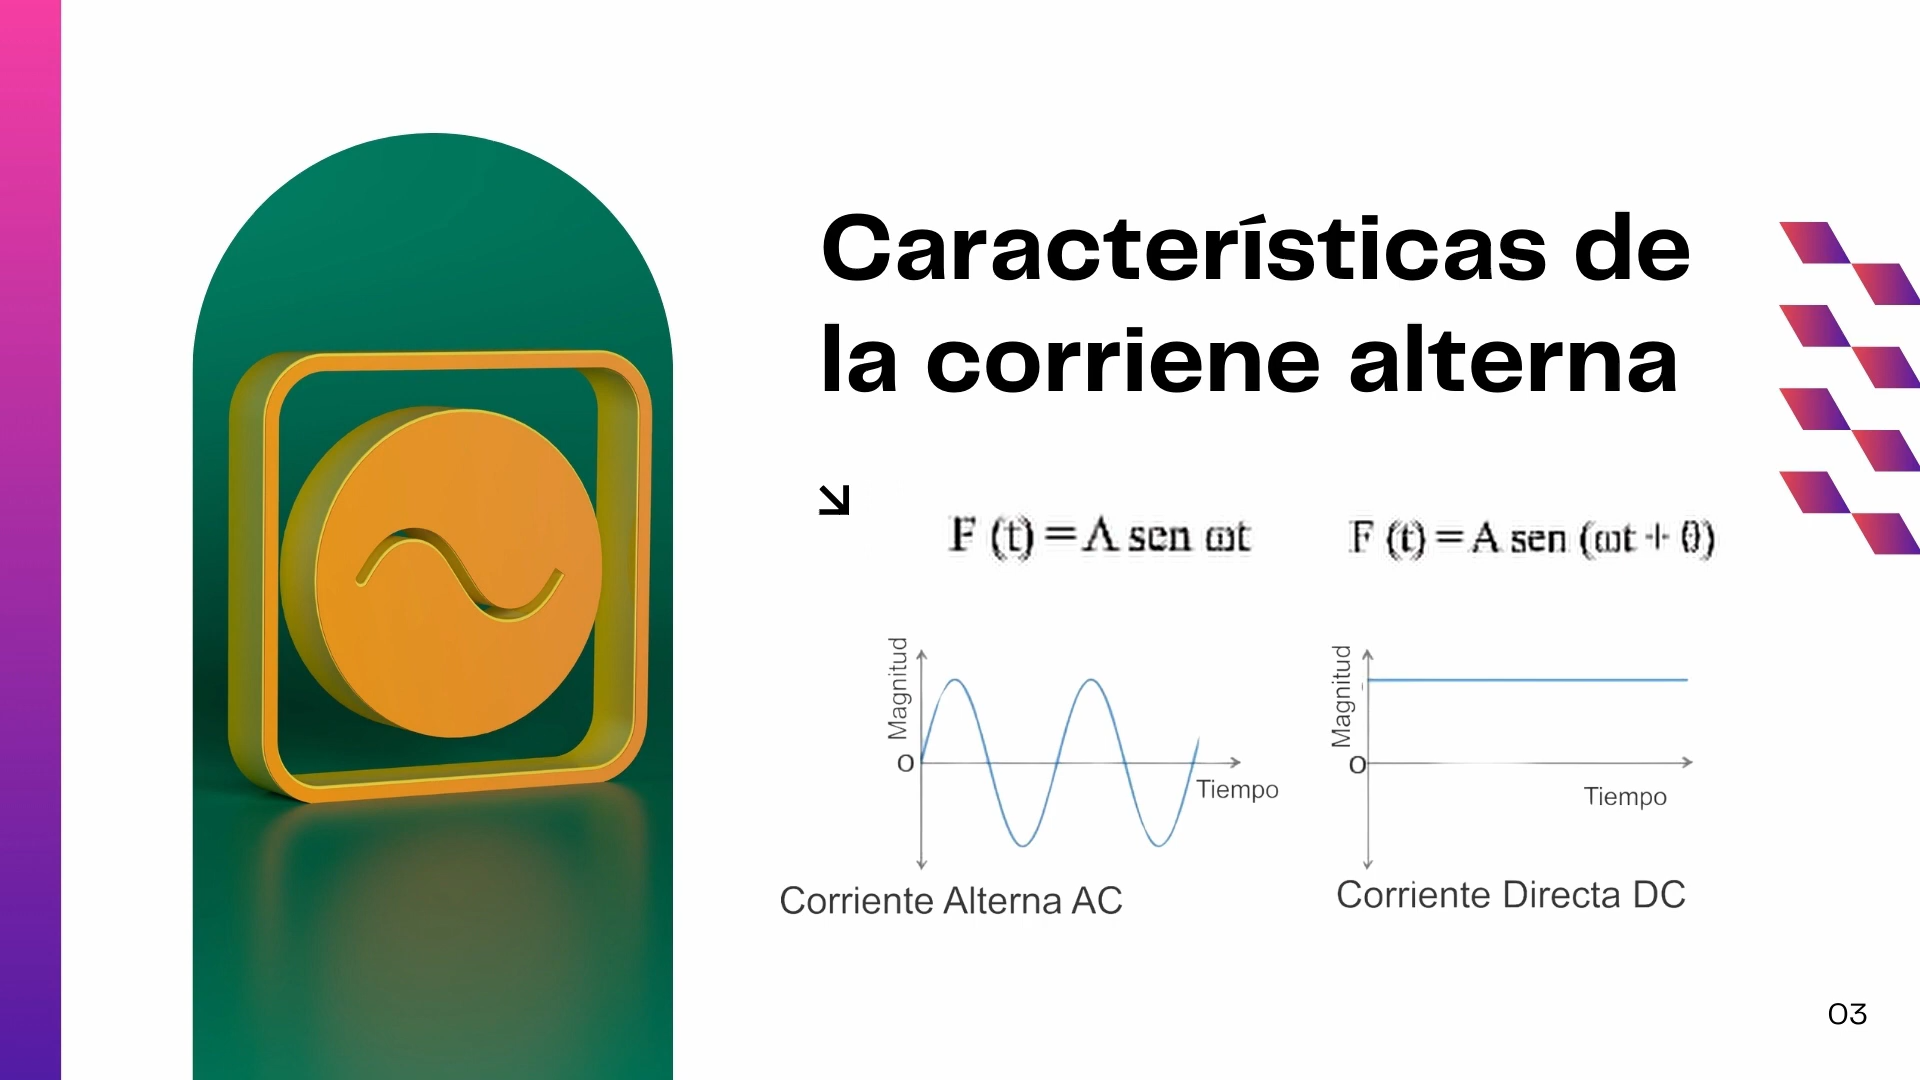 Características de
la corriene alterna
F (t) = A sen ωt
F (t) = A sen (ωt + θ)
Magnitud
O
Tiempo
Corriente Alterna AC
Magnitud
O
Tiempo
Corriente Directa DC
03